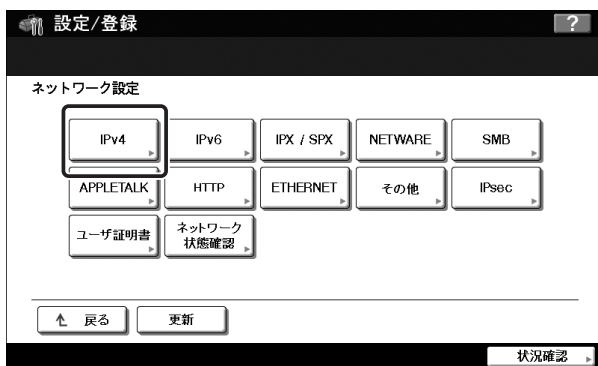 設定/登録
?
ネットワーク設定
IPv4
IPv6
IPX / SPX
NETWARE
SMB
APPLETALK
HTTP
ETHERNET
その他
IPsec
ユーザ証明書
ネットワーク
状態確認
戻る
更新
状況確認